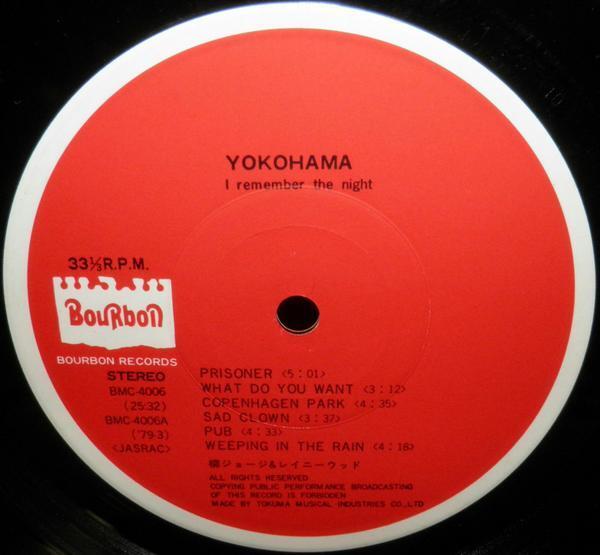 YOKOHAMA
I remember the night
33⅓R.P.M.
BouRboN
BOURBON RECORDS
STEREO
BMC-4006
(25:32)
BMC-4006A
('79·3)
<JASRAC>
PRISONER <5:01>
WHAT DO YOU WANT <3:12>
COPENHAGEN PARK <4:35>
SAD CLOWN <3:37>
PUB <4:33>
WEEPING IN THE RAIN <4:18>
柳ジョージ&レイニーウッド
ALL RIGHTS RESERVED
COPYING PUBLIC PERFORMANCE BROADCASTING
OF THIS RECORD IS FORBIDDEN
MADE BY TOKUMA MUSICAL-INDUSTRIES CO.,LTD